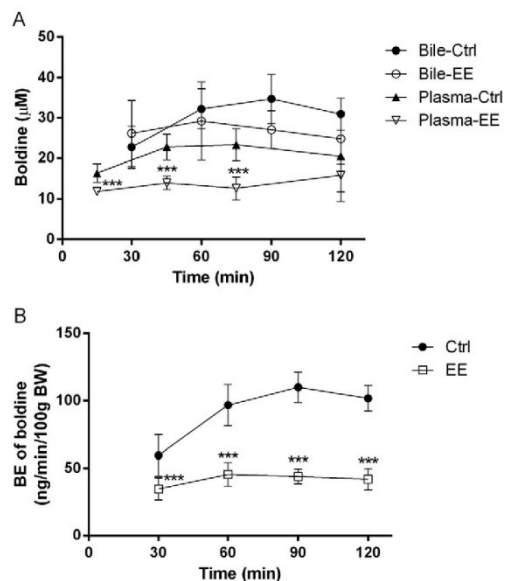 A
50
40
30
20
10
0
Boldine (µM)
***
***
***
0
30
60
90
120
Time (min)
Bile-Ctrl
Bile-EE
Plasma-Ctrl
Plasma-EE
B
150
100
50
0
BE of boldine
(ng/min/100g BW)
***
***
***
***
0
30
60
90
120
Time (min)
Ctrl
EE